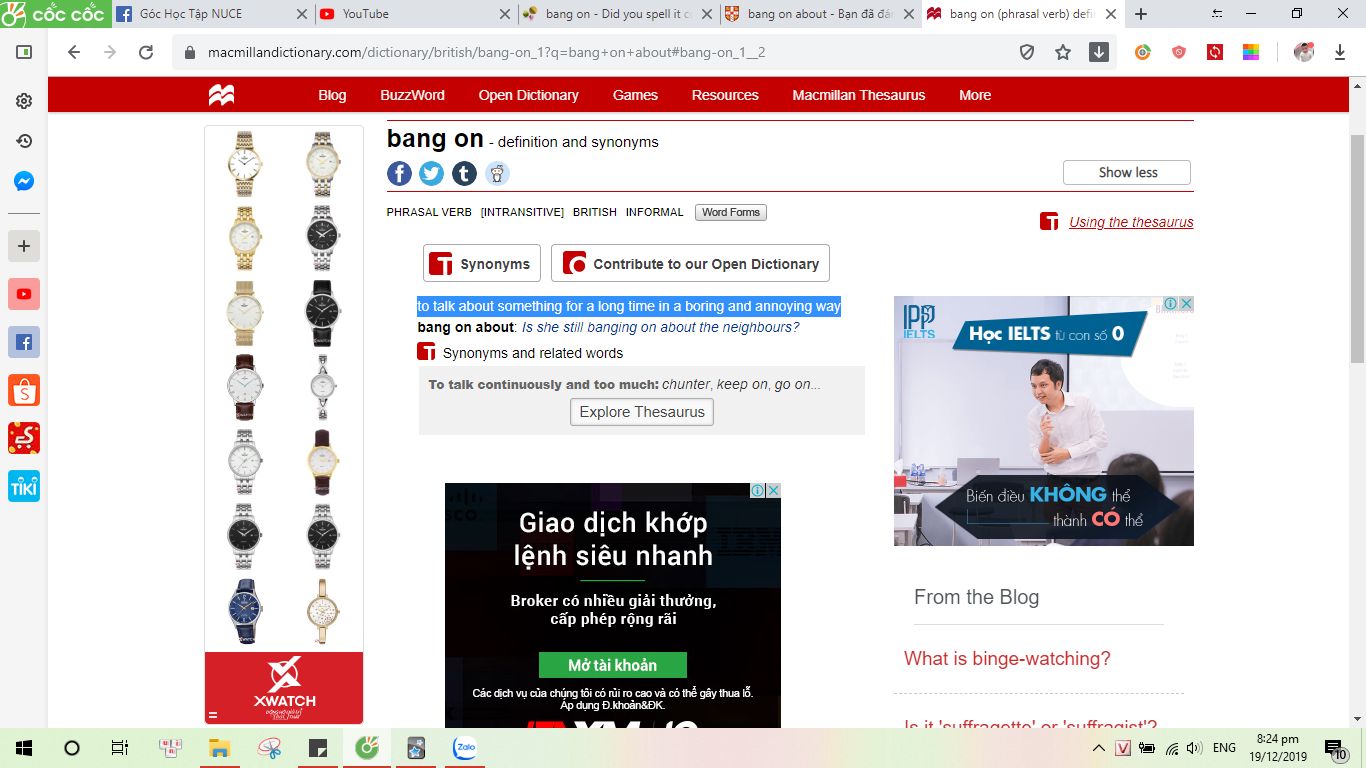 cốc cốc
Góc Học Tập NUCE
YouTube
bang on - Did you spell it c
bang on about - Bạn đã đán
bang on (phrasal verb) defin
macmillandictionary.com/dictionary/british/bang-on_1?q=bang+on+about#bang-on_1__2
Blog BuzzWord Open Dictionary Games Resources Macmillan Thesaurus More
bang on - definition and synonyms
Show less
PHRASAL VERB [INTRANSITIVE] BRITISH INFORMAL Word Forms
Using the thesaurus
Synonyms
Contribute to our Open Dictionary
to talk about something for a long time in a boring and annoying way
bang on about: Is she still banging on about the neighbours?
Synonyms and related words
To talk continuously and too much: chunter, keep on, go on...
Explore Thesaurus
IPP
IELTS
Học IELTS từ con số 0
Biến điều KHÔNG thể
thành CÓ thể
Giao dịch khớp
lệnh siêu nhanh
Broker có nhiều giải thưởng,
cấp phép rộng rãi
Mở tài khoản
Các dịch vụ của chúng tôi có rủi ro cao và có thể gây thua lỗ.
Áp dụng Đ.khoản&ĐK.
From the Blog
What is binge-watching?
Is it 'suffragette' or 'suffragist'?
XWATCH
TIKI
Zalo
ENG
8:24 pm
19/12/2019
10